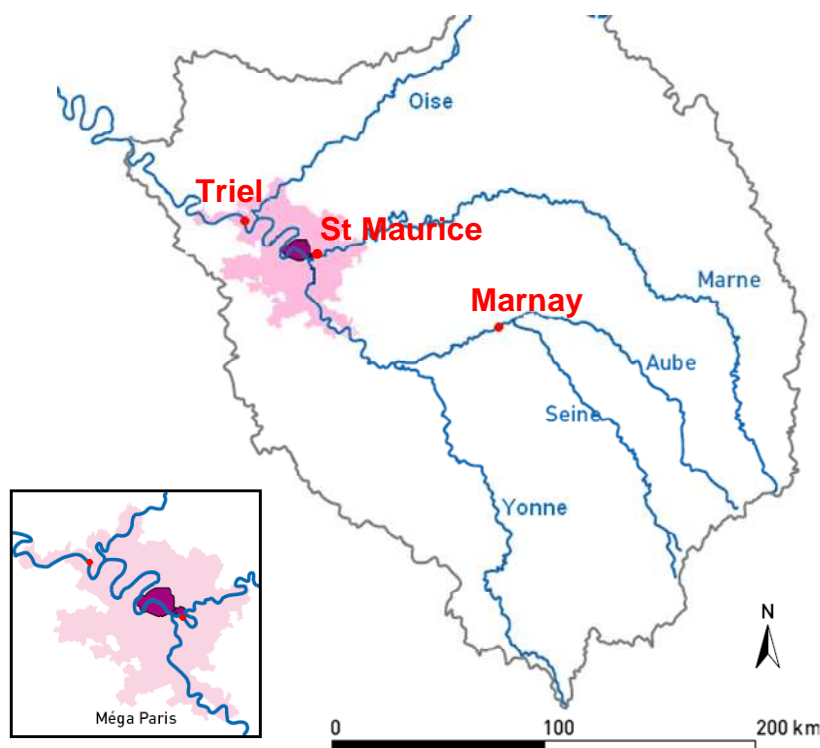 Oise
Triel
St Maurice
Marne
Marnay
Aube
Seine
Yonne
N
Méga Paris
0 100 200 km